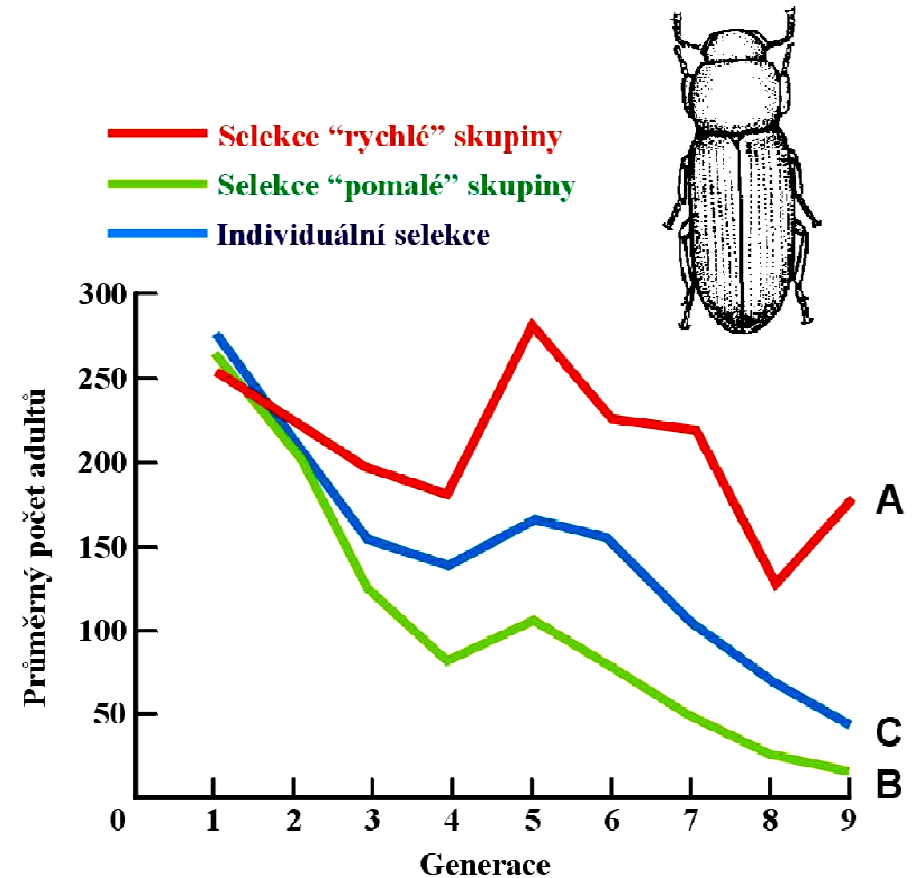 Selekce “rychlé” skupiny
Selekce “pomalé” skupiny
Individuální selekce
Průměrný počet adultů
300
250
200
150
100
50
0 1 2 3 4 5 6 7 8 9
Generace
A
C
B